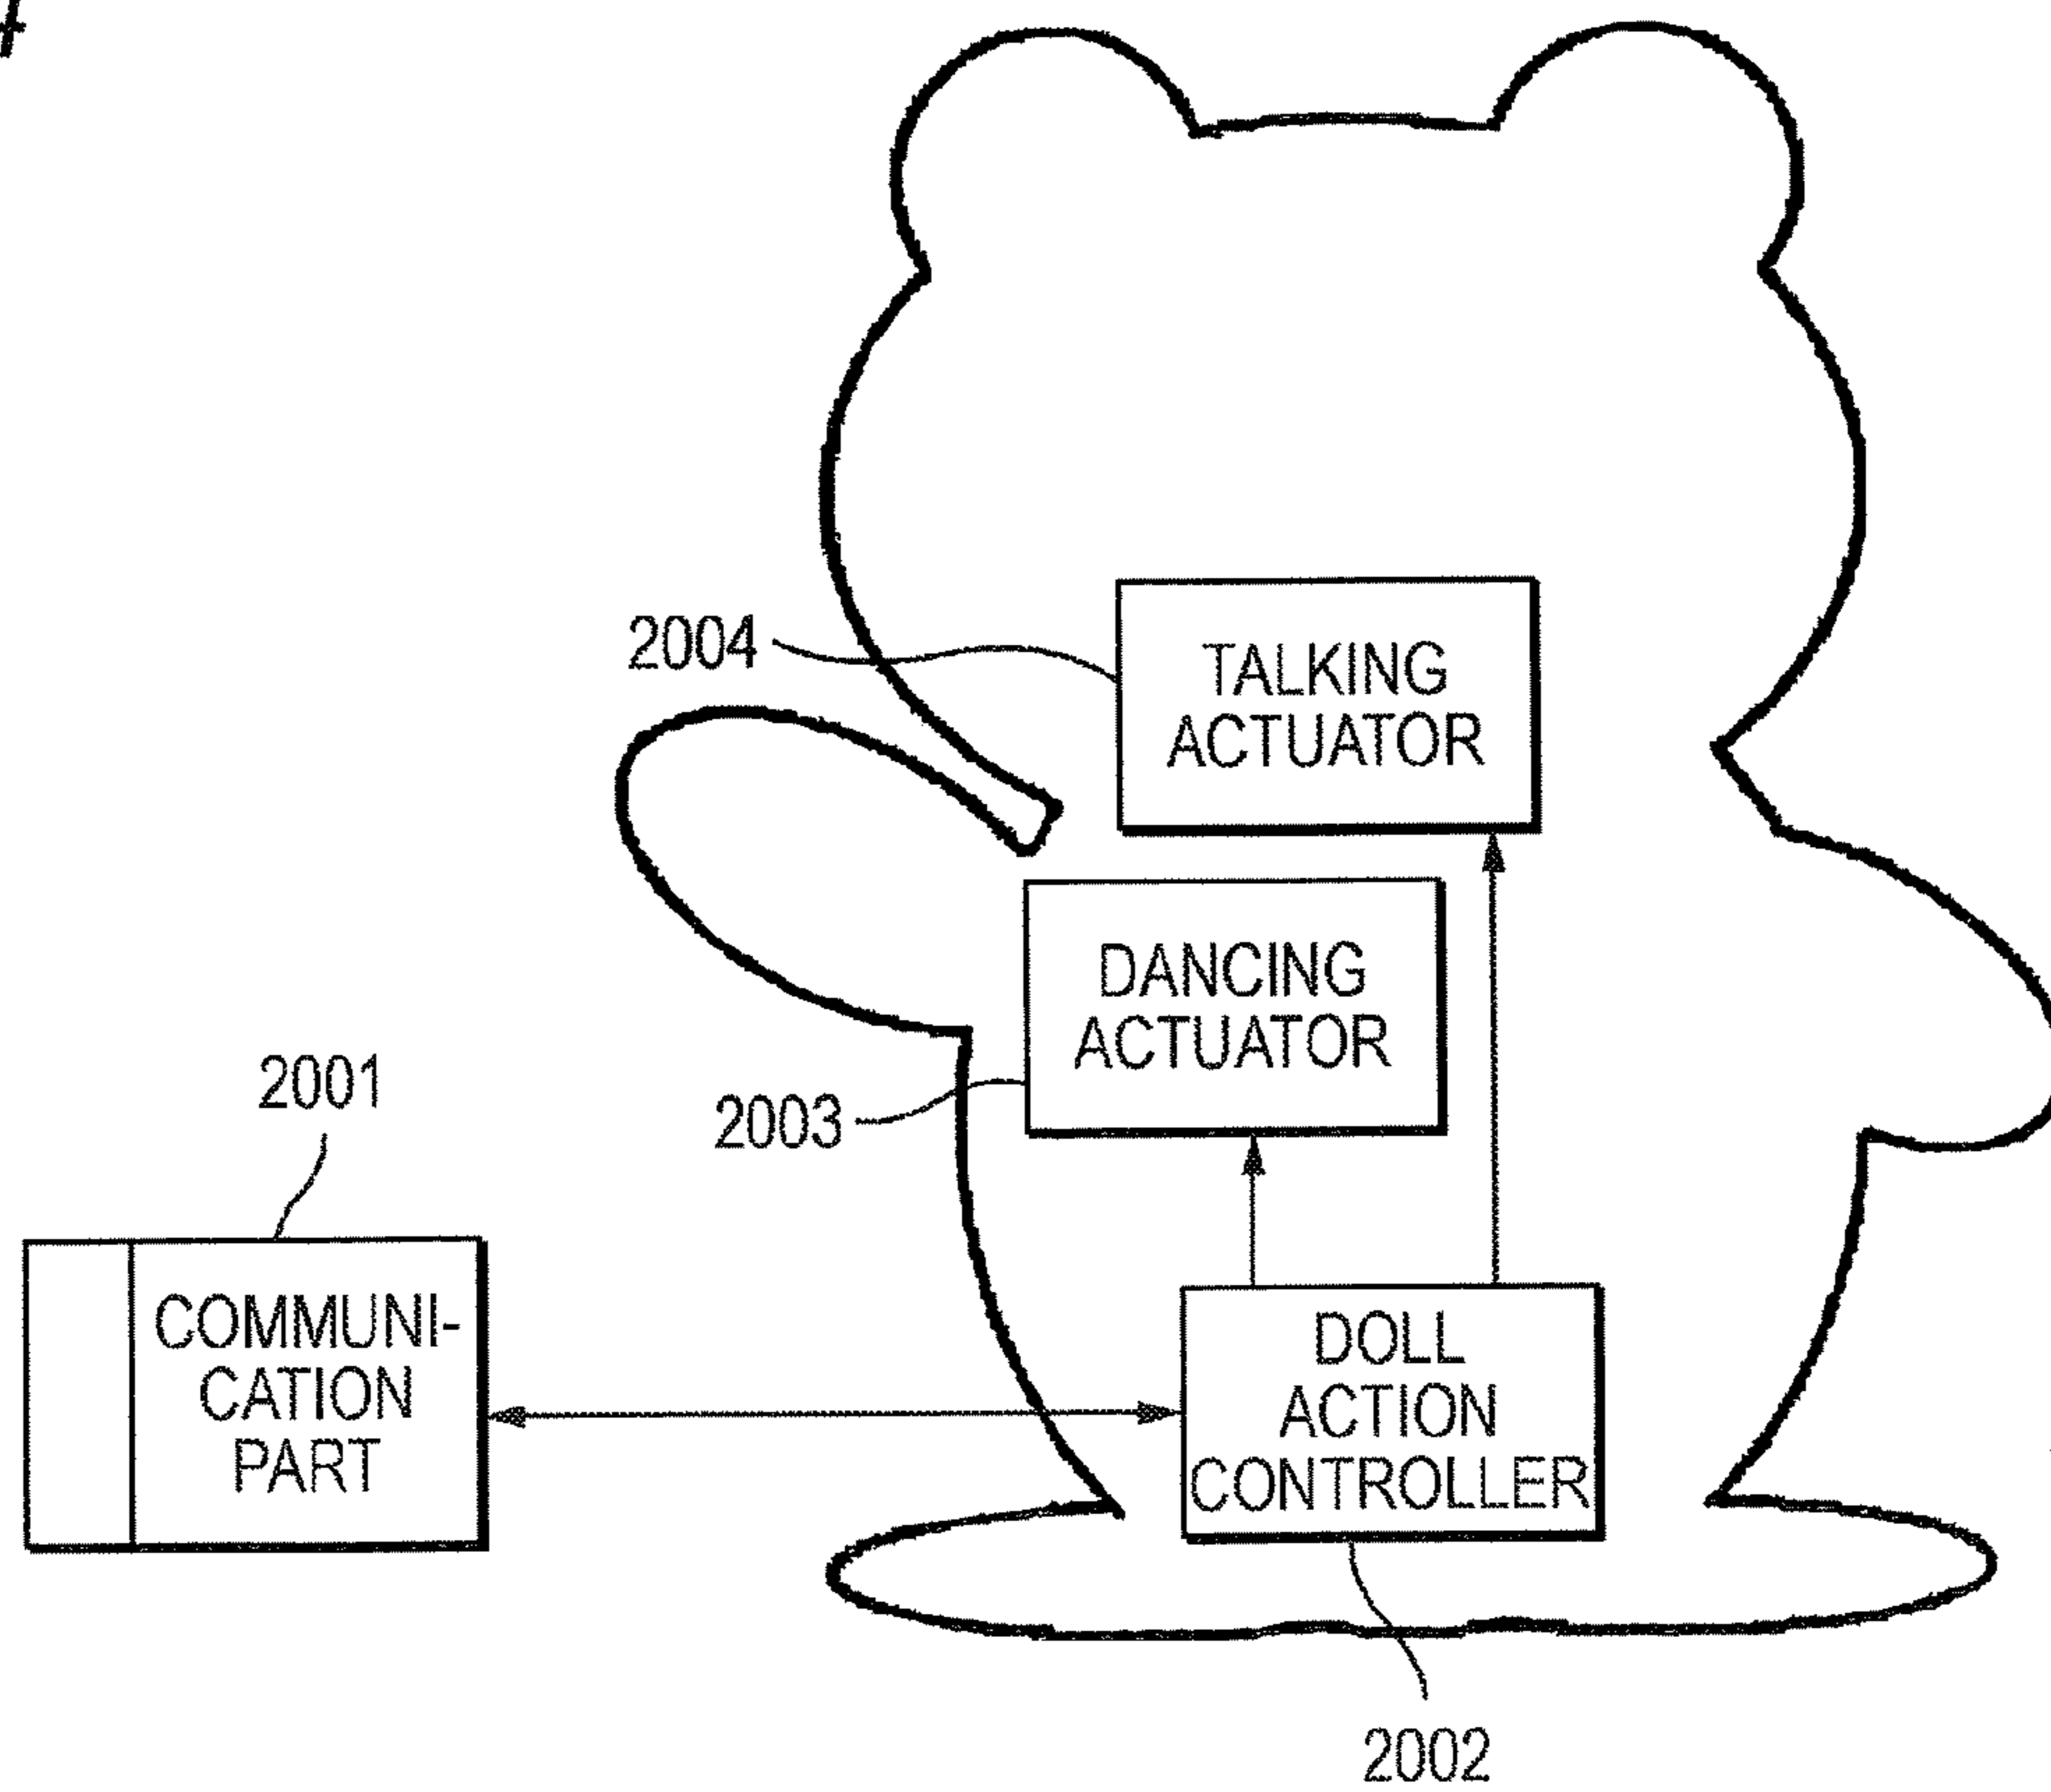 2004
TALKING
ACTUATOR
DANCING
ACTUATOR
2003
2001
COMMUNI-
CATION
PART
DOLL
ACTION
CONTROLLER
2002